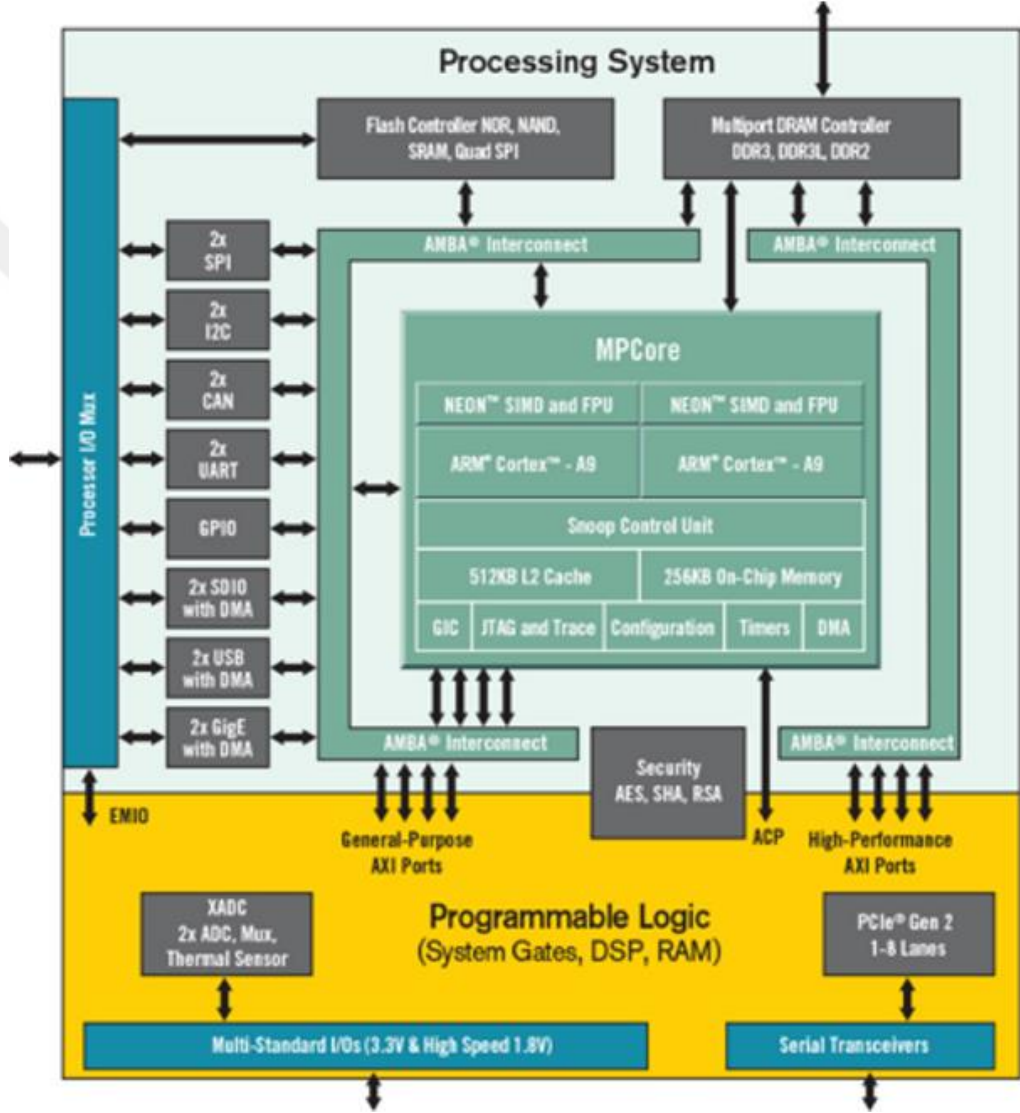 Processing System
Flash Controller NOR, NAND,
SRAM, Quad SPI
Multiport DRAM Controller
DDR3, DDR3L, DDR2
AMBA® Interconnect
AMBA® Interconnect
Processor I/O Mux
2x
SPI
2x
I2C
2x
CAN
2x
UART
GPIO
2x SDIO
with DMA
2x USB
with DMA
2x GigE
with DMA
MPCore
NEON™ SIMD and FPU
NEON™ SIMD and FPU
ARM® Cortex™ - A9
ARM® Cortex™ - A9
Snoop Control Unit
512KB L2 Cache
256KB On-Chip Memory
GIC
JTAG and Trace
Configuration
Timers
DMA
AMBA® Interconnect
AMBA® Interconnect
Security
AES, SHA, RSA
EMIO
General-Purpose
AXI Ports
ACP
High-Performance
AXI Ports
XADC
2x ADC, Mux,
Thermal Sensor
Programmable Logic
(System Gates, DSP, RAM)
PCIe® Gen 2
1-8 Lanes
Multi-Standard I/Os (3.3V & High Speed 1.8V)
Serial Transceivers